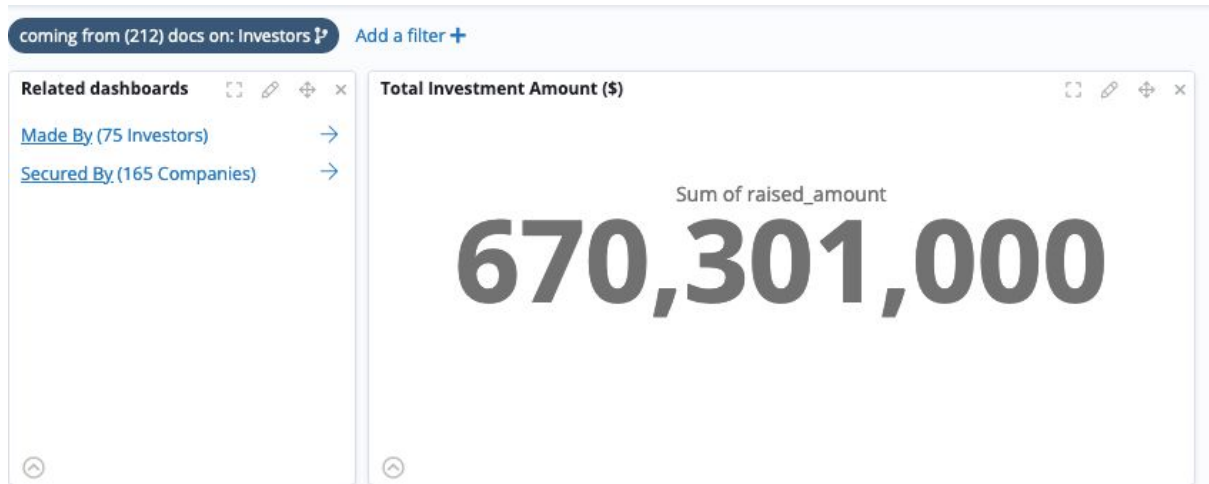 coming from (212) docs on: Investors
Add a filter
Related dashboards
Made By (75 Investors)
Secured By (165 Companies)
Total Investment Amount ($)
Sum of raised_amount
670,301,000